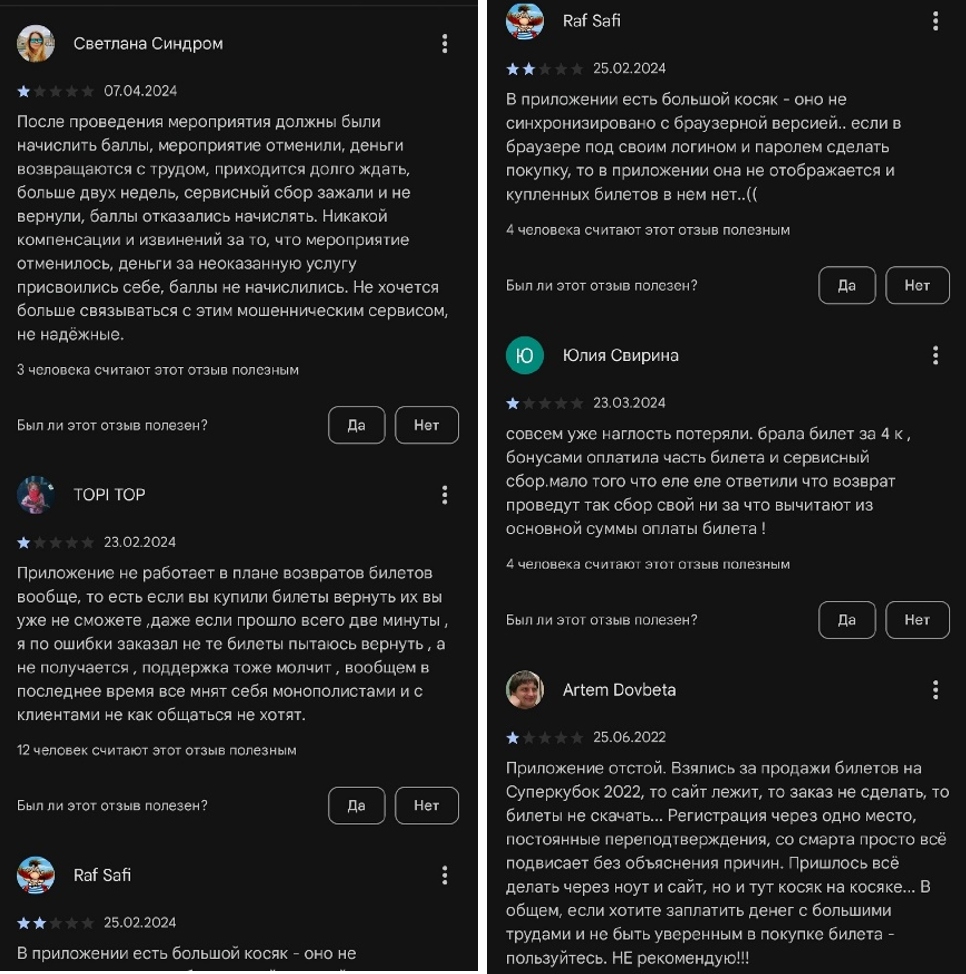 Светлана Синдром
07.04.2024
После проведения мероприятия должны были
начислить баллы, мероприятие отменили, деньги
возвращаются с трудом, приходится долго ждать,
больше двух недель, сервисный сбор зажали и не
вернули, баллы отказались начислять. Никакой
компенсации и извинений за то, что мероприятие
отменилось, деньги за неоказанную услугу
присвоились себе, баллы не начислились. Не хочется
больше связываться с этим мошенническим сервисом,
не надёжные.
3 человека считают этот отзыв полезным
Был ли этот отзыв полезен?
Да
Нет
TOPI TOP
23.02.2024
Приложение не работает в плане возвратов билетов
вообще, то есть если вы купили билеты вернуть их вы
уже не сможете ,даже если прошло всего две минуты ,
я по ошибки заказал не те билеты пытаюсь вернуть , а
не получается , поддержка тоже молчит , вообщем в
последнее время все мнят себя монополистами и с
клиентами не как общаться не хотят.
12 человек считают этот отзыв полезным
Был ли этот отзыв полезен?
Да
Нет
Raf Safi
25.02.2024
В приложении есть большой косяк - оно не
Raf Safi
25.02.2024
В приложении есть большой косяк - оно не
синхронизировано с браузерной версией.. если в
браузере под своим логином и паролем сделать
покупку, то в приложении она не отображается и
купленных билетов в нем нет..((
4 человека считают этот отзыв полезным
Был ли этот отзыв полезен?
Да
Нет
Ю
Юлия Свирина
23.03.2024
совсем уже наглость потеряли. брала билет за 4 к ,
бонусами оплатила часть билета и сервисный
сбор.мало того что еле еле ответили что возврат
проведут так сбор свой ни за что вычитают из
основной суммы оплаты билета !
4 человека считают этот отзыв полезным
Был ли этот отзыв полезен?
Да
Нет
Artem Dovbeta
25.06.2022
Приложение отстой. Взялись за продажи билетов на
Суперкубок 2022, то сайт лежит, то заказ не сделать, то
билеты не скачать... Регистрация через одно место,
постоянные переподтверждения, со смарта просто всё
подвисает без объяснения причин. Пришлось всё
делать через ноут и сайт, но и тут косяк на косяке... В
общем, если хотите заплатить денег с большими
трудами и не быть уверенным в покупке билета -
пользуйтесь. НЕ рекомендую!!!